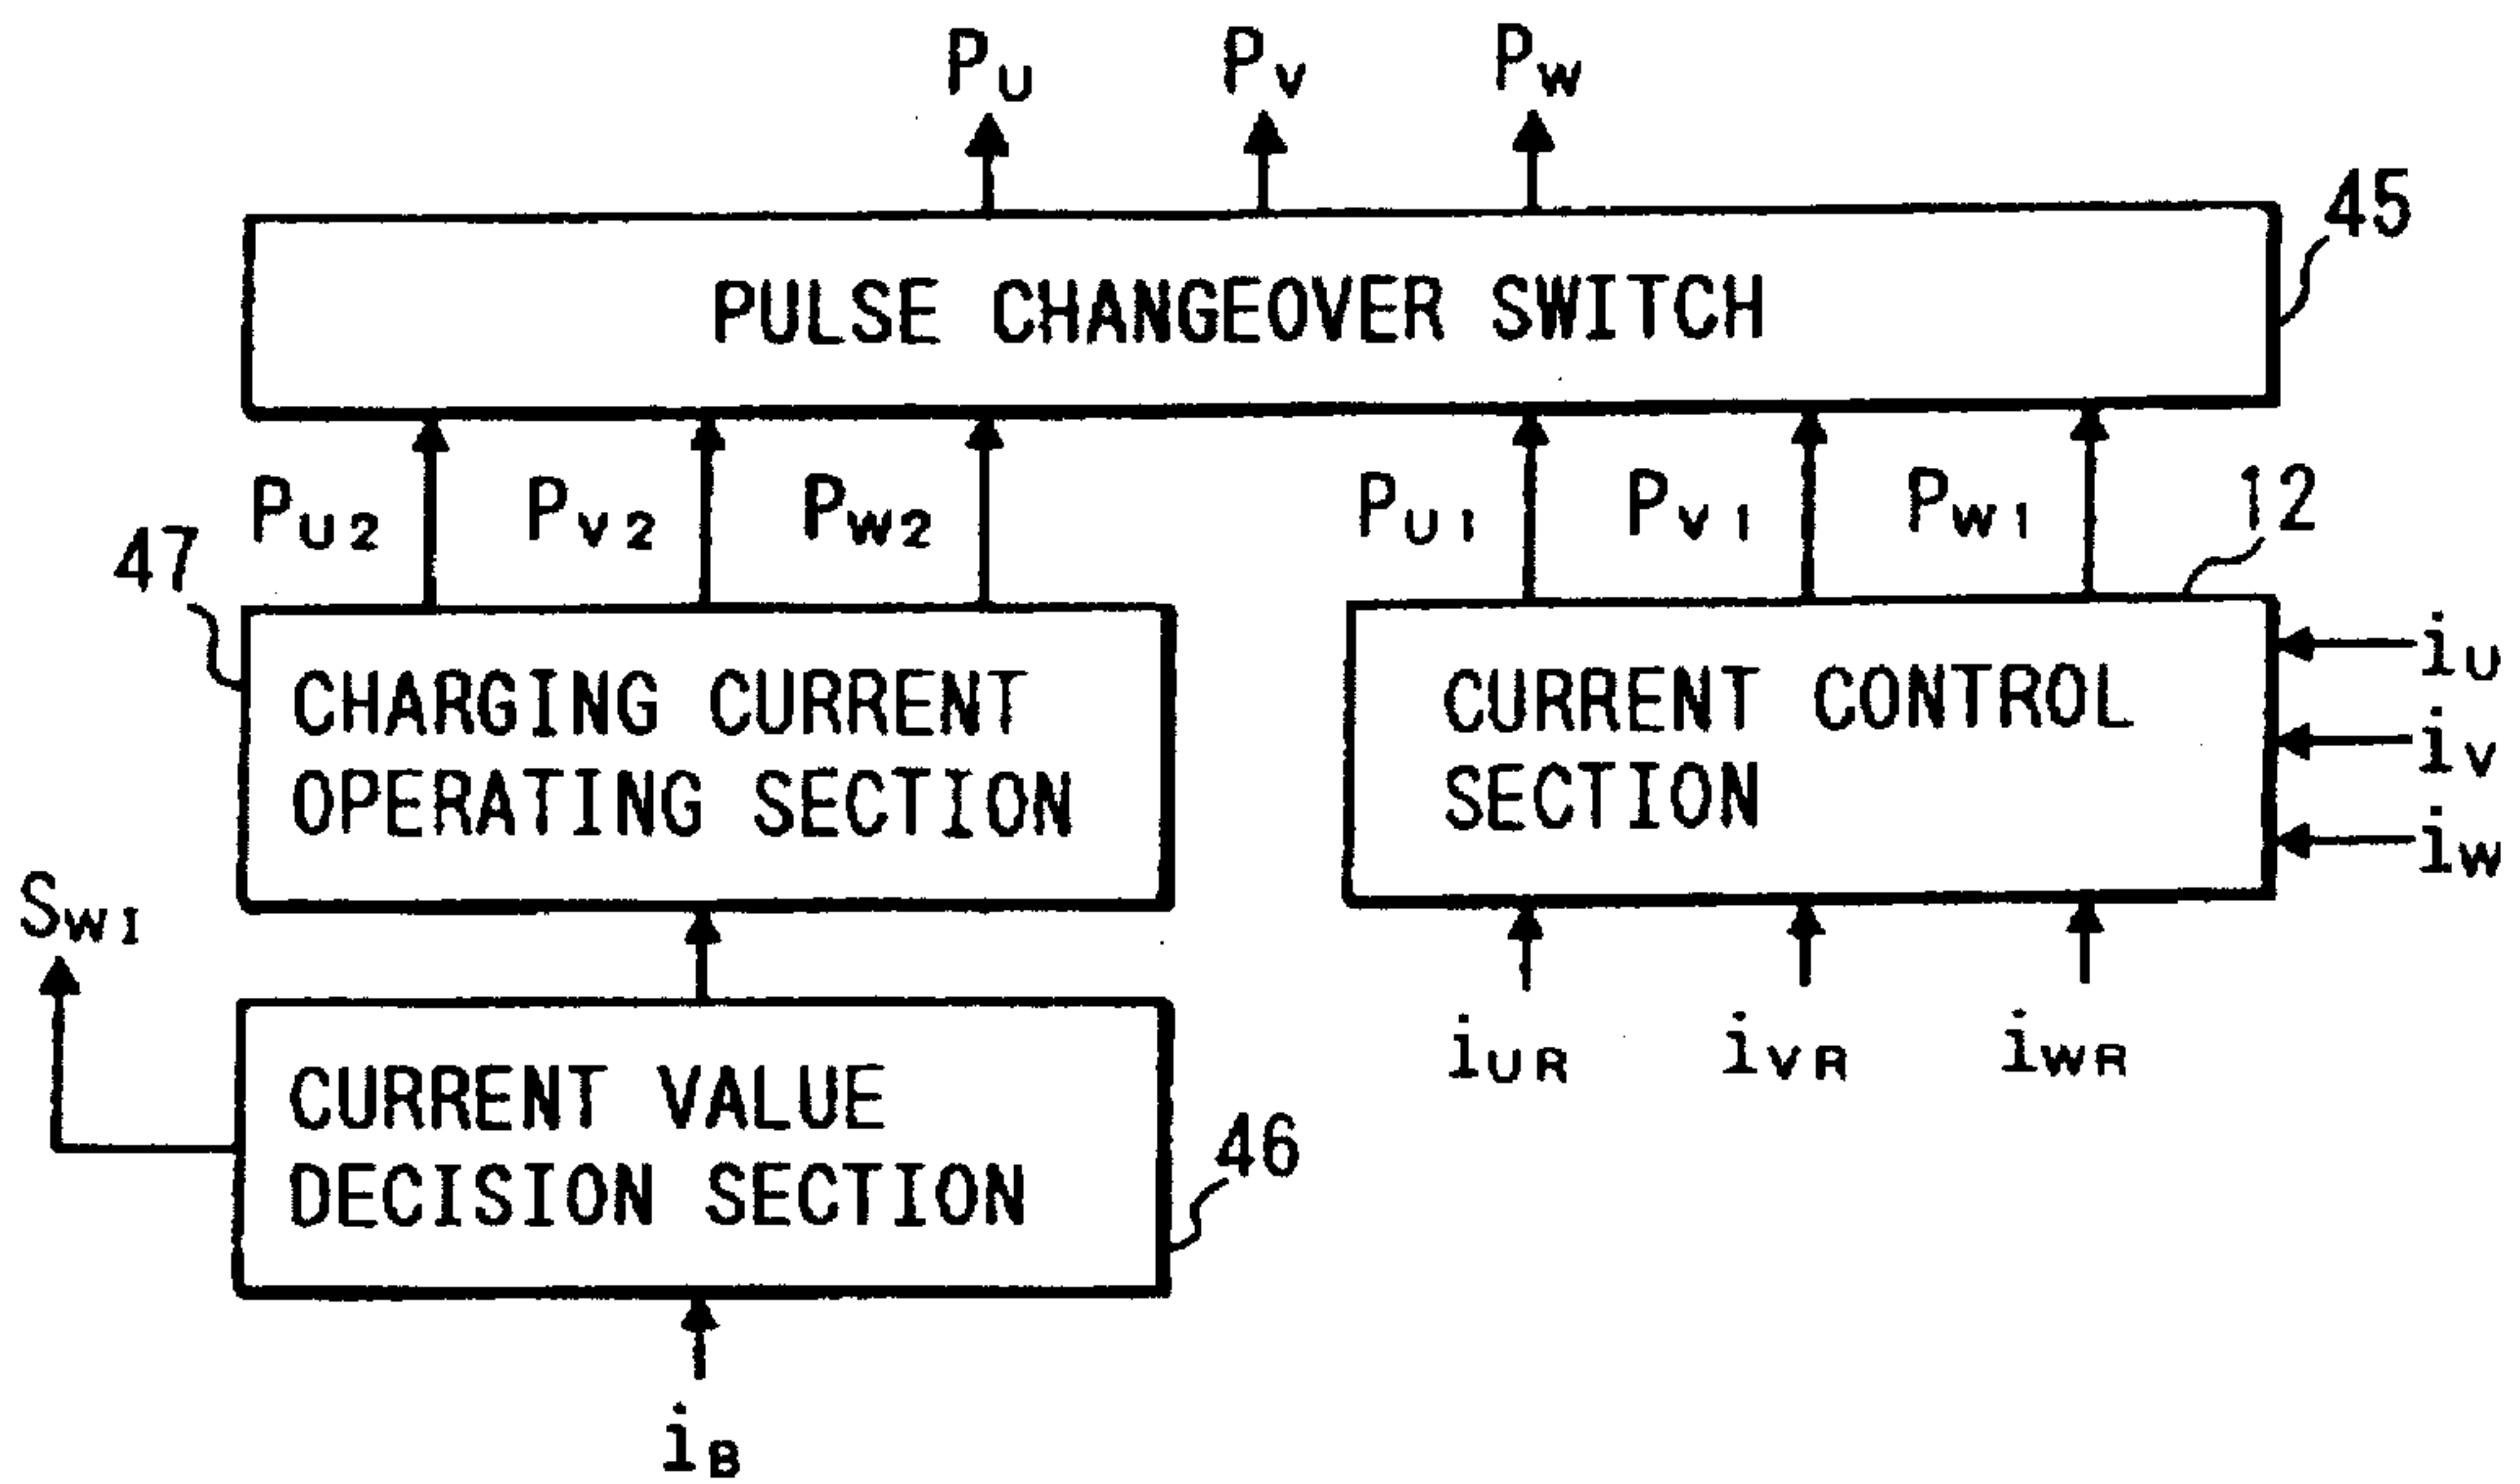 PU PV PW
45
PULSE CHANGEOVER SWITCH
PU2 PV2 PW2 PU1 PV1 PW1
12
47
CHARGING CURRENT
OPERATING SECTION
CURRENT CONTROL
SECTION
iU
iV
iW
SWI
iUR iVR iWR
CURRENT VALUE
DECISION SECTION
46
iB